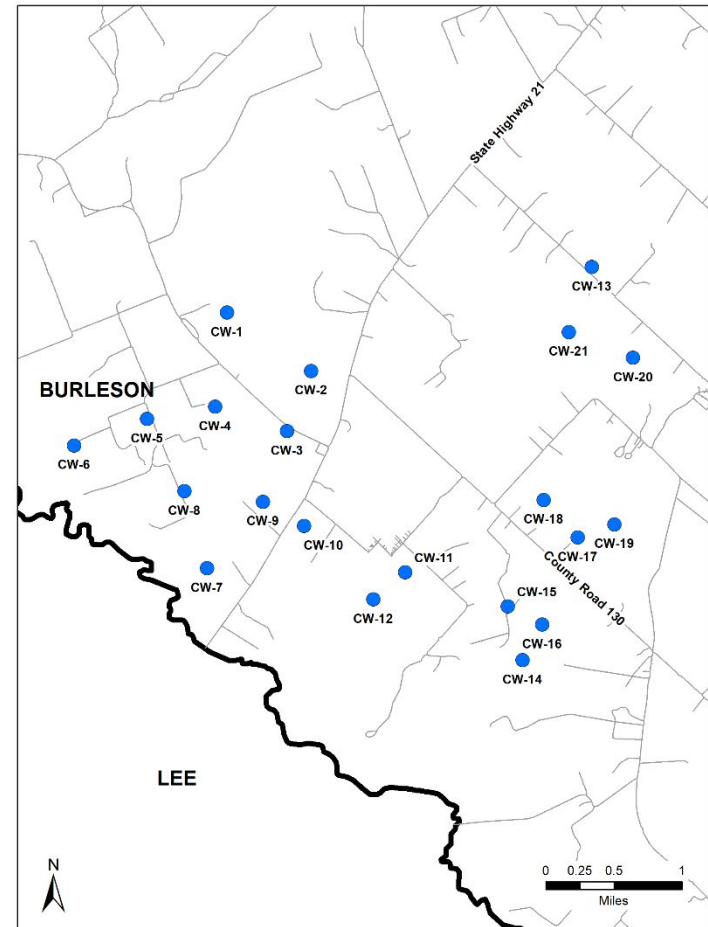 State Highway 21
CW-13
CW-1
CW-21
CW-20
CW-2
BURLESON
CW-4
CW-5
CW-3
CW-6
CW-8
CW-9
CW-18
CW-10
CW-17
CW-19
CW-11
County Road 130
CW-7
CW-15
CW-12
CW-16
CW-14
LEE
N
0 0.25 0.5 1
Miles